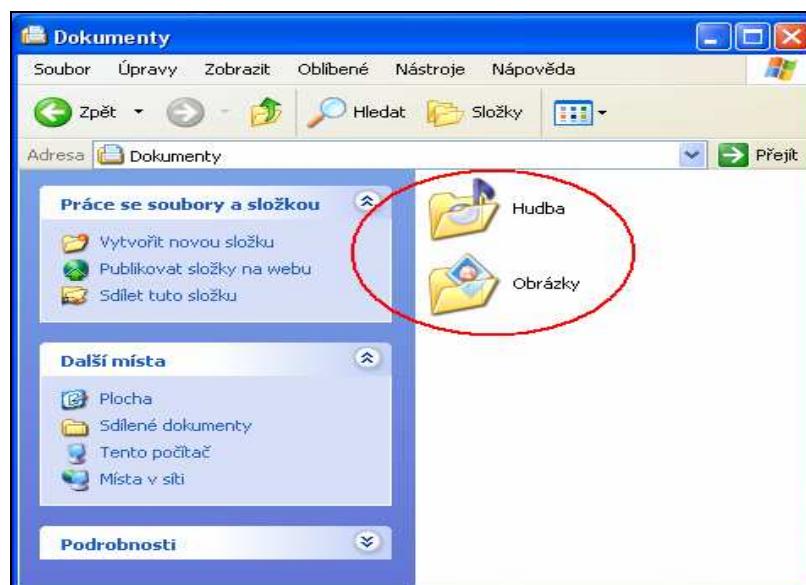 Dokumenty
Soubor Úpravy Zobrazit Oblíbené Nástroje Nápověda
Zpět Hledat Složky
Adresa Dokumenty Přejít
Práce se soubory a složkou
Vytvořit novou složku
Publikovat složky na webu
Sdílet tuto složku
Další místa
Plocha
Sdílené dokumenty
Tento počítač
Místa v síti
Podrobnosti
Hudba
Obrázky